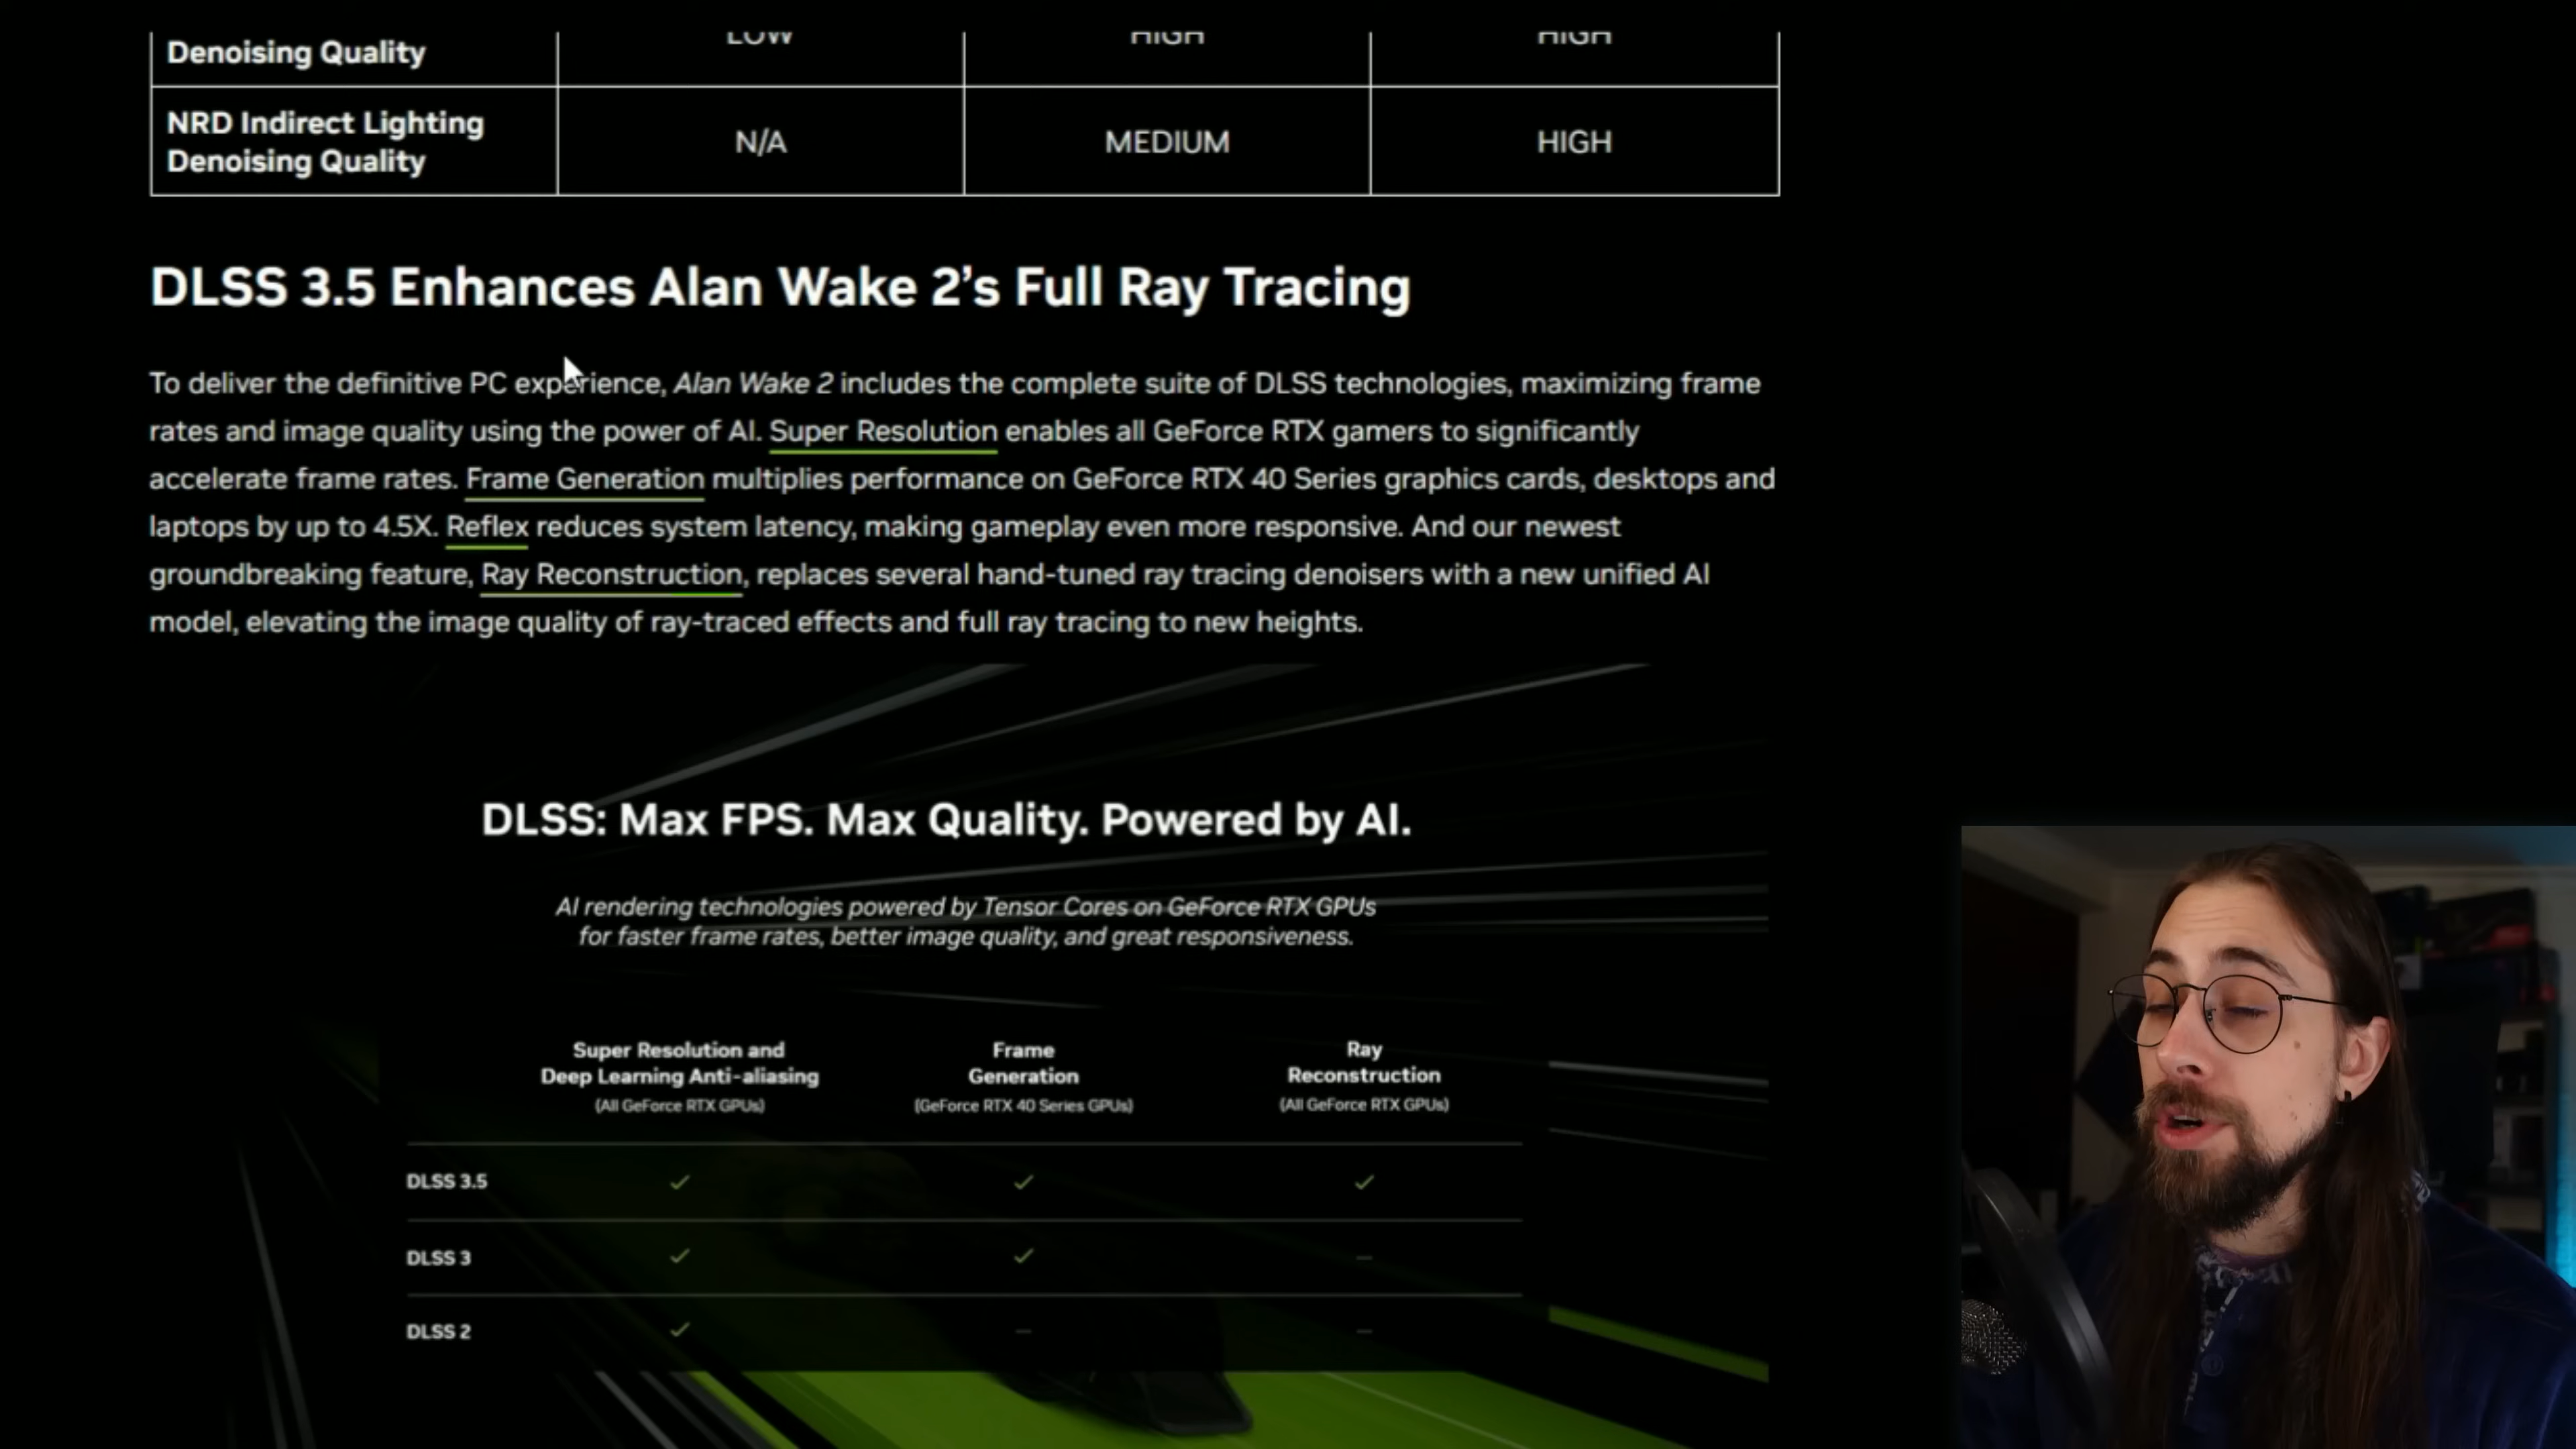 Denoising Quality
LOW
HIGH
HIGH
NRD Indirect Lighting
Denoising Quality
N/A
MEDIUM
HIGH
DLSS 3.5 Enhances Alan Wake 2’s Full Ray Tracing
To deliver the definitive PC experience, Alan Wake 2 includes the complete suite of DLSS technologies, maximizing frame
rates and image quality using the power of AI. Super Resolution enables all GeForce RTX gamers to significantly
accelerate frame rates. Frame Generation multiplies performance on GeForce RTX 40 Series graphics cards, desktops and
laptops by up to 4.5X. Reflex reduces system latency, making gameplay even more responsive. And our newest
groundbreaking feature, Ray Reconstruction, replaces several hand-tuned ray tracing denoisers with a new unified AI
model, elevating the image quality of ray-traced effects and full ray tracing to new heights.
DLSS: Max FPS. Max Quality. Powered by AI.
AI rendering technologies powered by Tensor Cores on GeForce RTX GPUs
for faster frame rates, better image quality, and great responsiveness.
Super Resolution and
Deep Learning Anti-aliasing
(All GeForce RTX GPUs)
Frame
Generation
(GeForce RTX 40 Series GPUs)
Ray
Reconstruction
(All GeForce RTX GPUs)
DLSS 3.5
DLSS 3
DLSS 2